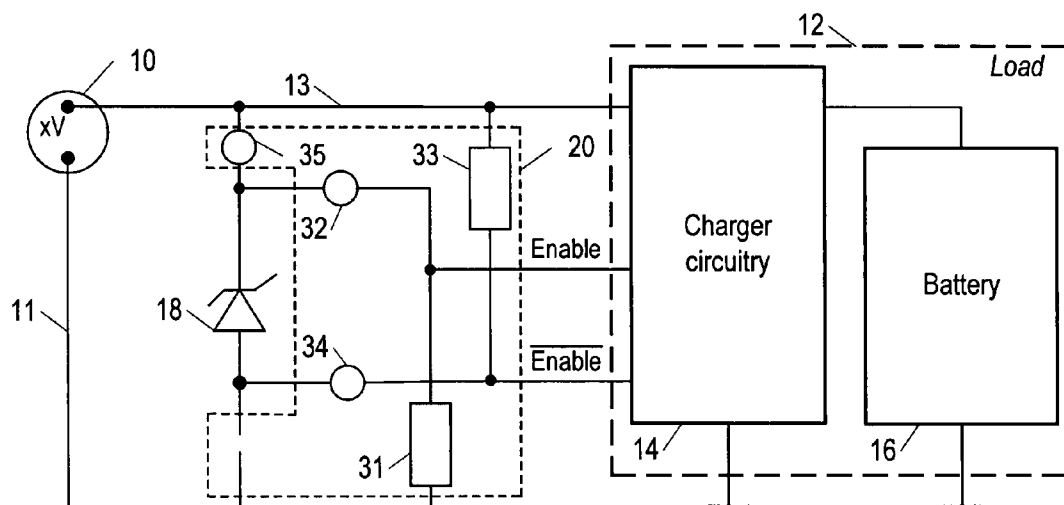 12
10
Load
13
xV
35
33
20
32
Charger
circuitry
Enable
Battery
11
18
34
Enable
31
14
16